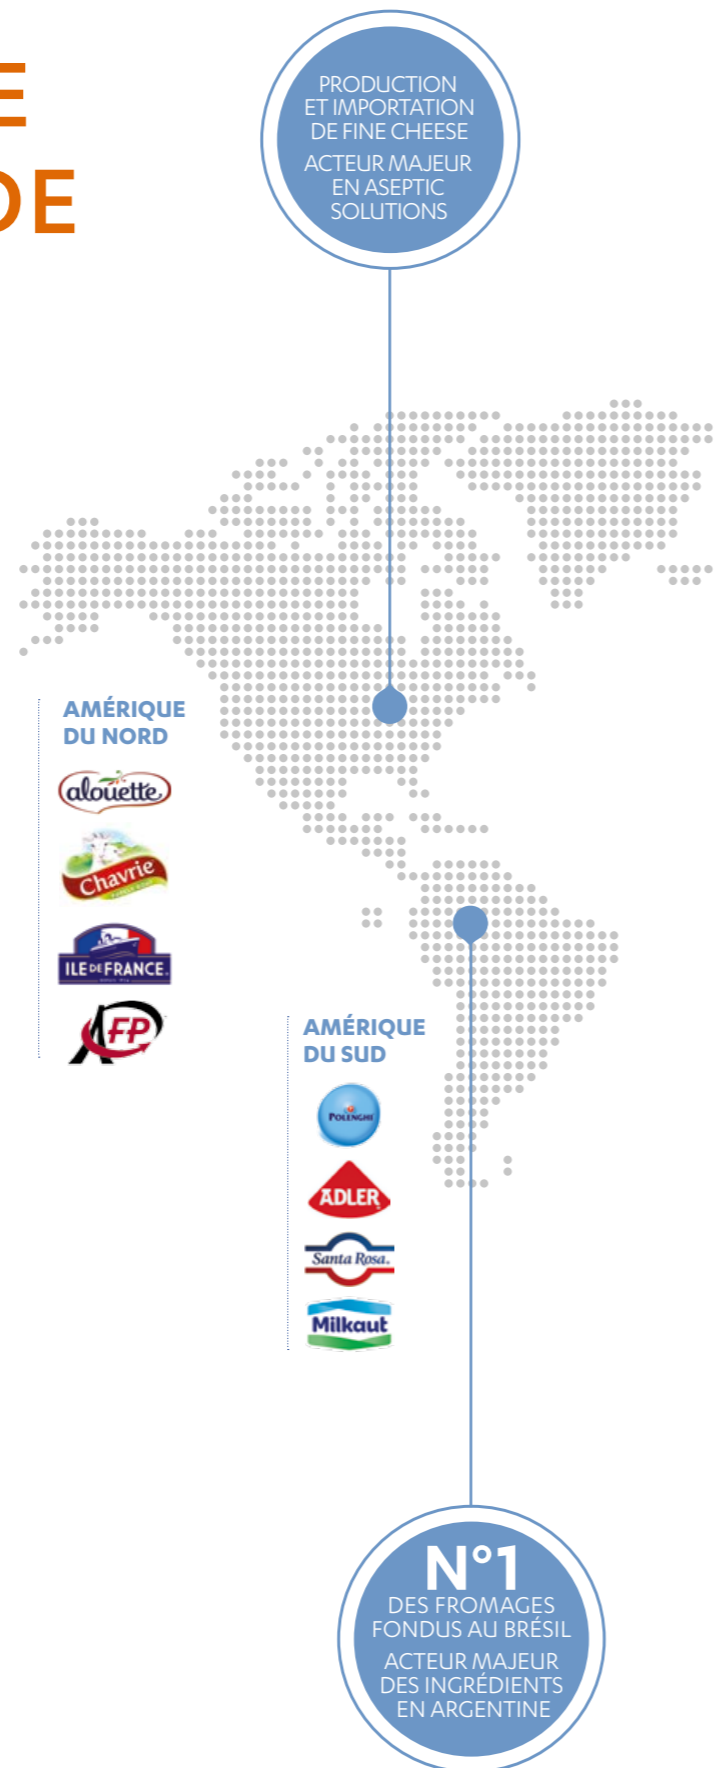 E
DE
PRODUCTION
ET IMPORTATION
DE FINE CHEESE
ACTEUR MAJEUR
EN ASEPTIC
SOLUTIONS
AMÉRIQUE
DU NORD
alouette
Chavrie
ILE DE FRANCE
AFP
AMÉRIQUE
DU SUD
POLENGHI
ADLER
Santa Rosa
Milkaut
N°1
DES FROMAGES
FONDUS AU BRÉSIL
ACTEUR MAJEUR
DES INGRÉDIENTS
EN ARGENTINE